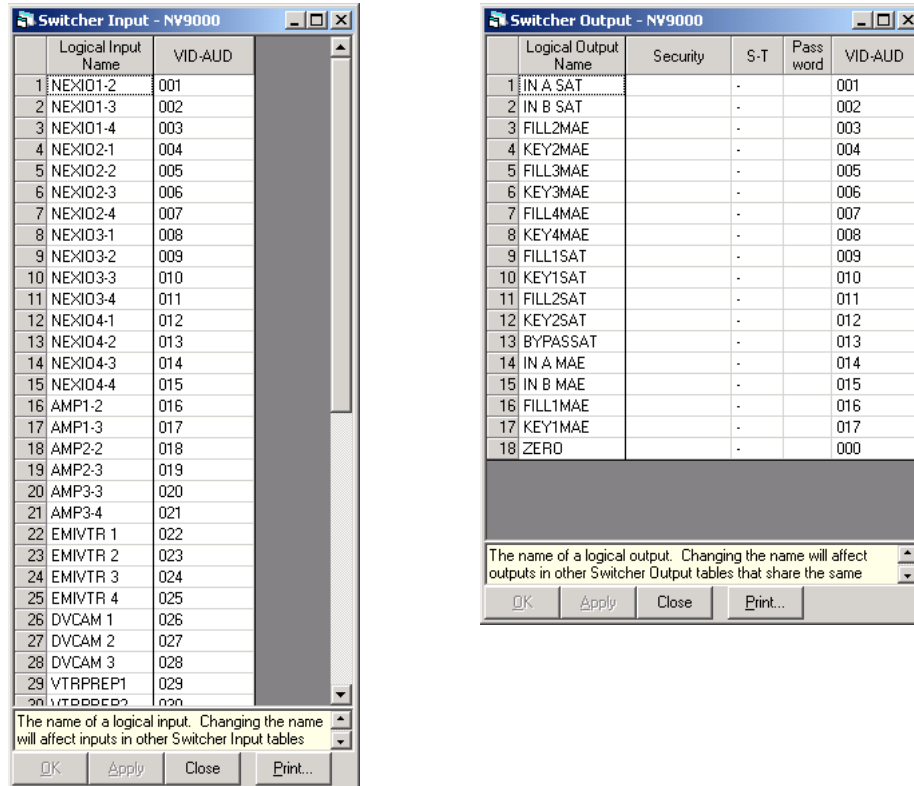 Switcher Input - NV9000
Logical Input Name VID-AUD
1 NEXIO1-2 001
2 NEXIO1-3 002
3 NEXIO1-4 003
4 NEXIO2-1 004
5 NEXIO2-2 005
6 NEXIO2-3 006
7 NEXIO2-4 007
8 NEXIO3-1 008
9 NEXIO3-2 009
10 NEXIO3-3 010
11 NEXIO3-4 011
12 NEXIO4-1 012
13 NEXIO4-2 013
14 NEXIO4-3 014
15 NEXIO4-4 015
16 AMP1-2 016
17 AMP1-3 017
18 AMP2-2 018
19 AMP2-3 019
20 AMP3-3 020
21 AMP3-4 021
22 EMIVTR 1 022
23 EMIVTR 2 023
24 EMIVTR 3 024
25 EMIVTR 4 025
26 DVCAM 1 026
27 DVCAM 2 027
28 DVCAM 3 028
29 VTRPREP1 029
30 VTRPREP2 030
The name of a logical input. Changing the name
will affect inputs in other Switcher Input tables
OK Apply Close Print...
Switcher Output - NV9000
Logical Output Name Security S-T Pass word VID-AUD
1 IN A SAT - 001
2 IN B SAT - 002
3 FILL2MAE - 003
4 KEY2MAE - 004
5 FILL3MAE - 005
6 KEY3MAE - 006
7 FILL4MAE - 007
8 KEY4MAE - 008
9 FILL1SAT - 009
10 KEY1SAT - 010
11 FILL2SAT - 011
12 KEY2SAT - 012
13 BYPASSAT - 013
14 IN A MAE - 014
15 IN B MAE - 015
16 FILL1MAE - 016
17 KEY1MAE - 017
18 ZERO - 000
The name of a logical output. Changing the name will affect
outputs in other Switcher Output tables that share the same
OK Apply Close Print...